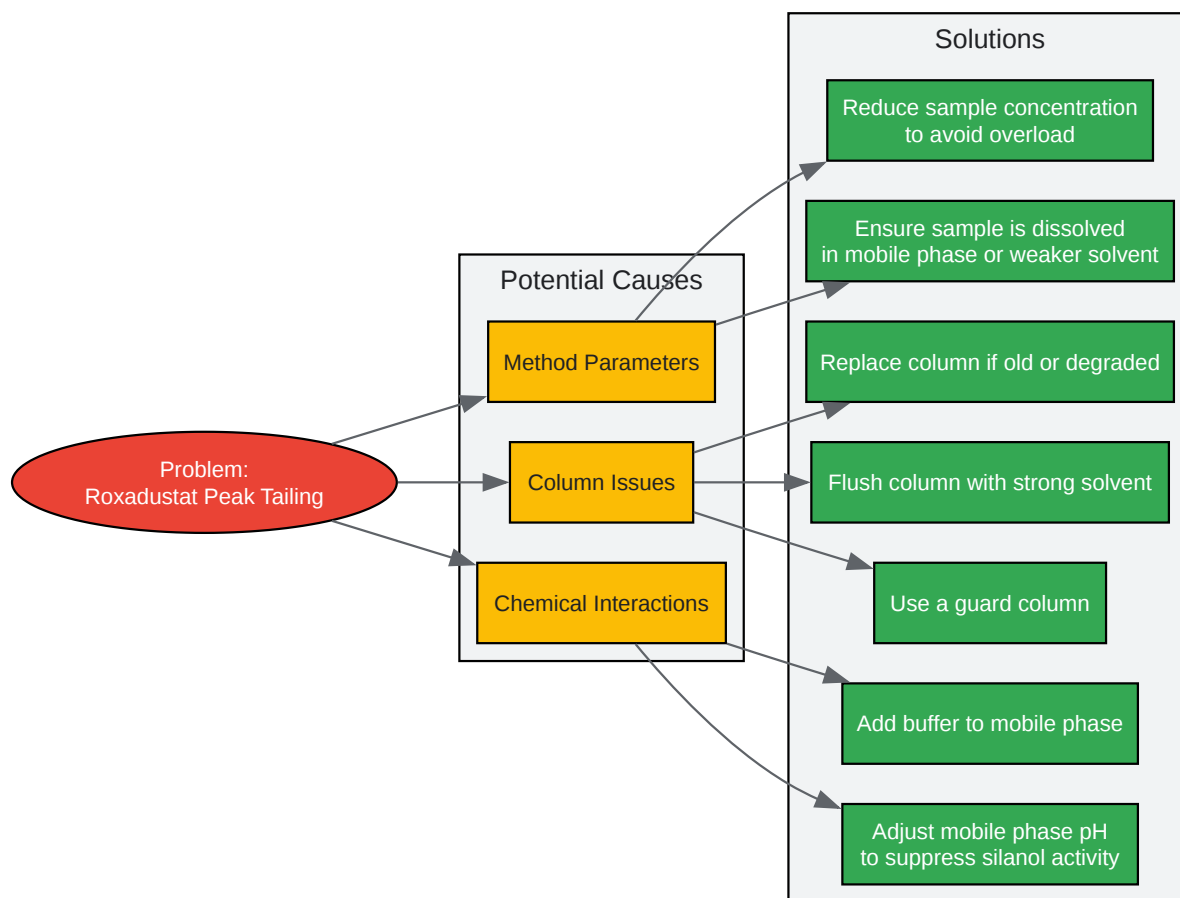 Problem:
Roxadustat Peak Tailing
Potential Causes
Method Parameters
Column Issues
Chemical Interactions
Solutions
Reduce sample concentration
to avoid overload
Ensure sample is dissolved
in mobile phase or weaker solvent
Replace column if old or degraded
Flush column with strong solvent
Use a guard column
Add buffer to mobile phase
Adjust mobile phase pH
to suppress silanol activity